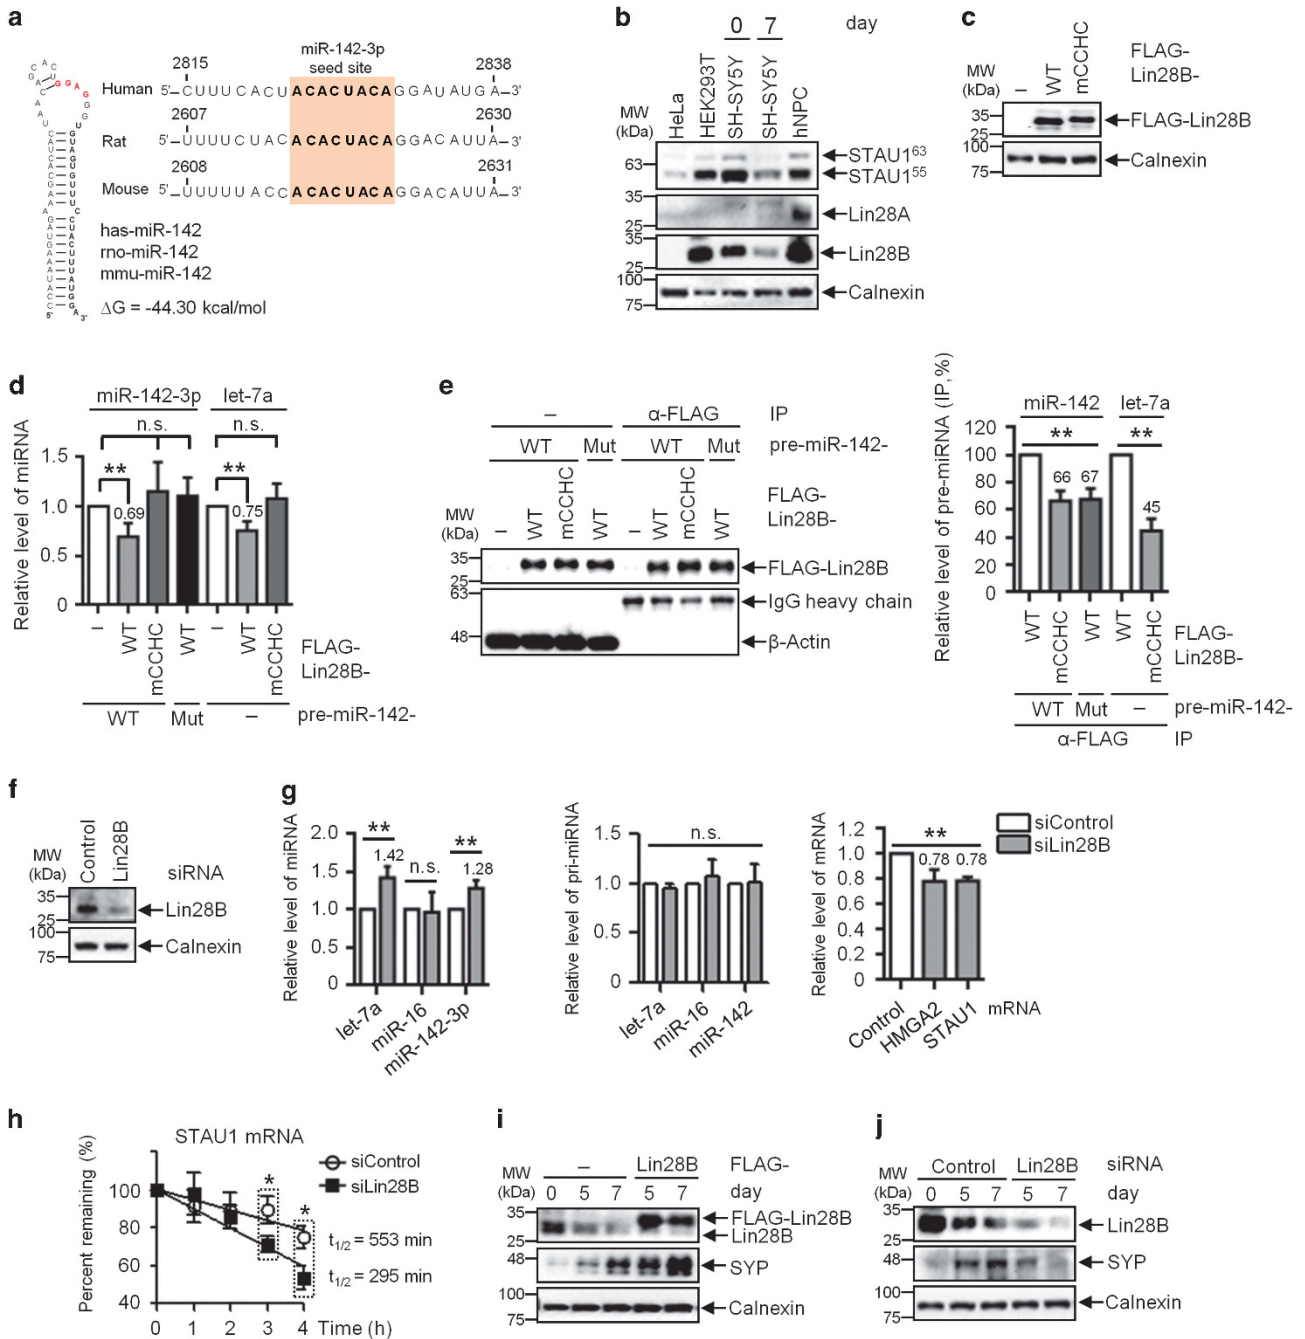 a
miR-142-3p
seed site
2815 2838
Human 5'- CUUUUCACUACACUACAGGAUAUGA -3'
2607 2630
Rat 5'- UUUUCUACACACUACAGGACAUUA -3'
2608 2631
Mouse 5'- UUUUUACCACACUACAGGACAUUA -3'
has-miR-142
rno-miR-142
mmu-miR-142
ΔG = -44.30 kcal/mol
5' 3'
b
0 7 day
MW
(kDa)
HeLa HEK293T SH-SY5Y SH-SY5Y hNPC
63
STAU1⁶³
STAU1⁵⁵
35
25
Lin28A
35
25
Lin28B
100
75
Calnexin
c
FLAG-
Lin28B-
MW
(kDa)
– WT mCCHC
35
25
FLAG-Lin28B
100
75
Calnexin
d
miR-142-3p let-7a
n.s. n.s.
** **
0.69 0.75
Relative level of miRNA
1.5
1.0
0.5
0
– WT mCCHC WT – WT mCCHC
FLAG-
Lin28B-
WT Mut – pre-miR-142-
e
– α-FLAG IP
WT Mut WT Mut pre-miR-142-
FLAG-
Lin28B-
MW
(kDa)
– WT mCCHC WT – WT mCCHC WT
35
25
FLAG-Lin28B
63
IgG heavy chain
48
β-Actin
Relative level of pre-miRNA (IP,%)
miR-142 let-7a
** **
66 67 45
120
100
80
60
40
20
0
WT mCCHC WT WT mCCHC
FLAG-
Lin28B-
WT Mut – pre-miR-142-
α-FLAG IP
f
MW
(kDa)
Control Lin28B siRNA
35
25
Lin28B
100
75
Calnexin
g
Relative level of miRNA
2.0
1.5
1.0
0.5
0
** n.s. **
1.42 1.28
let-7a miR-16 miR-142-3p
Relative level of pri-miRNA
1.5
1.0
0.5
0
n.s.
let-7a miR-16 miR-142
Relative level of mRNA
1.2
1
0.8
0.6
0.4
0.2
0
**
0.78 0.78
Control HMGA2 STAU1 mRNA
siControl
siLin28B
h
STAU1 mRNA
Percent remaining (%)
100
80
60
40
0 1 2 3 4 Time (h)
* *
siControl
siLin28B
t1/2 = 553 min
t1/2 = 295 min
i
– Lin28B FLAG-
MW
(kDa)
0 5 7 5 7 day
35
25
FLAG-Lin28B
Lin28B
48
SYP
100
75
Calnexin
j
Control Lin28B siRNA
MW
(kDa)
0 5 7 5 7 day
35
25
Lin28B
48
SYP
100
75
Calnexin